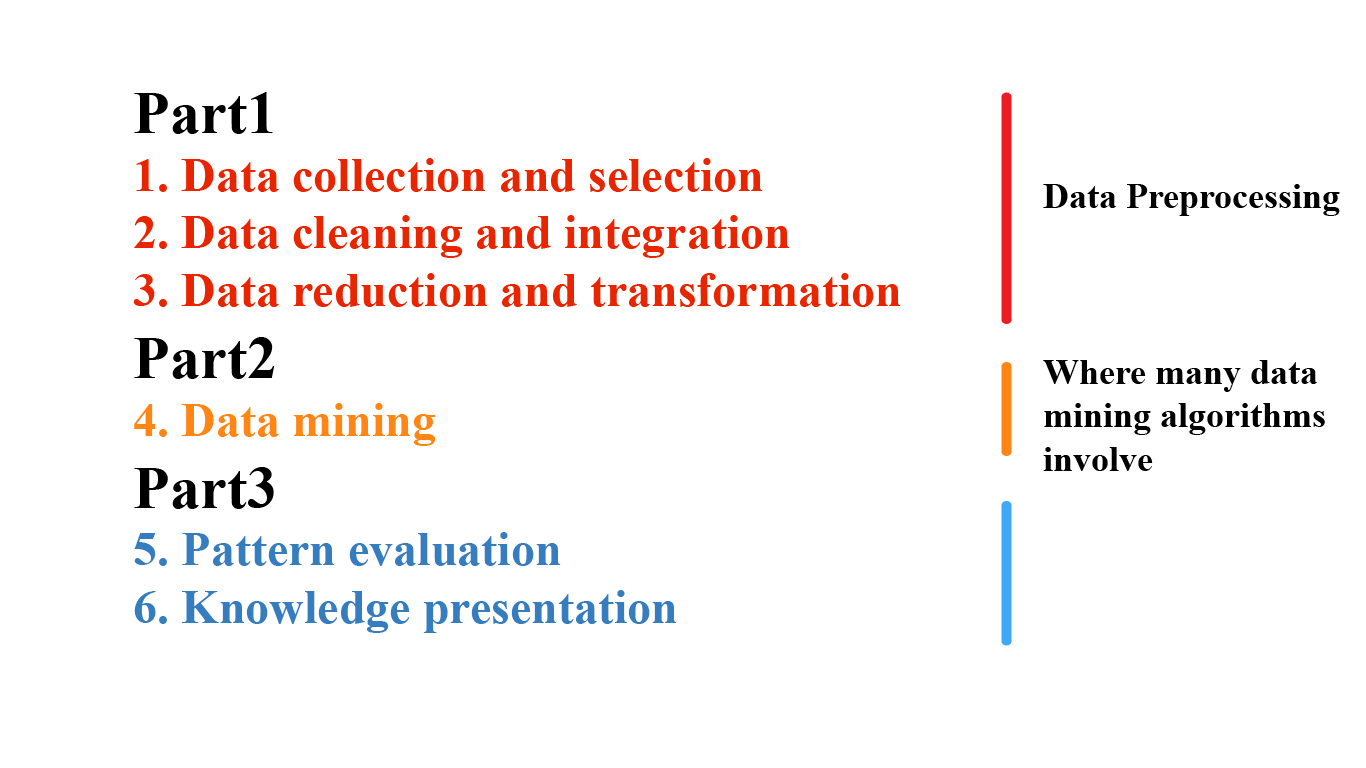 Part1
1. Data collection and selection
2. Data cleaning and integration
3. Data reduction and transformation
Data Preprocessing
Part2
4. Data mining
Where many data
mining algorithms
involve
Part3
5. Pattern evaluation
6. Knowledge presentation